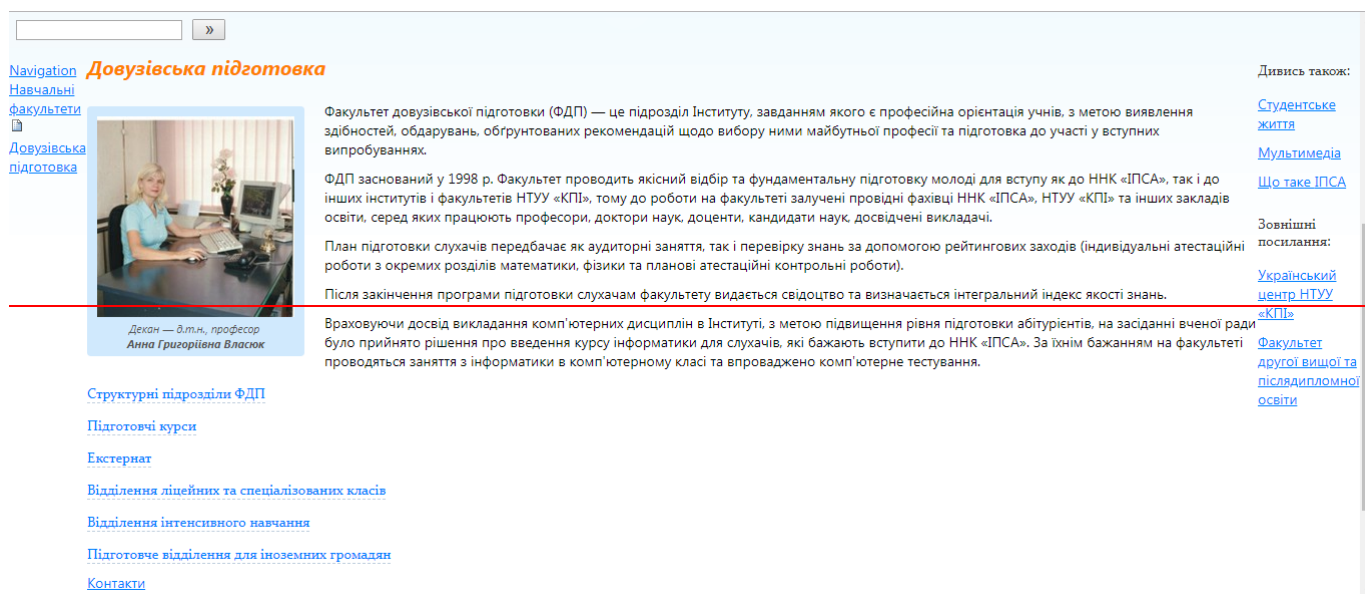 »
Navigation
Навчальні
факультети
Довузівська
підготовка
Довузівська підготовка
Декан — д.т.н., професор
Анна Григоріівна Власюк
Факультет довузівської підготовки (ФДП) — це підрозділ Інституту, завданням якого є професійна орієнтація учнів, з метою виявлення
здібностей, обдарувань, обґрунтованих рекомендацій щодо вибору ними майбутньої професії та підготовка до участі у вступних
випробуваннях.
ФДП заснований у 1998 р. Факультет проводить якісний відбір та фундаментальну підготовку молоді для вступу як до ННК «ІПСА», так і до
інших інститутів і факультетів НТУУ «КПІ», тому до роботи на факультеті залучені провідні фахівці ННК «ІПСА», НТУУ «КПІ» та інших закладів
освіти, серед яких працюють професори, доктори наук, доценти, кандидати наук, досвідчені викладачі.
План підготовки слухачів передбачає як аудиторні заняття, так і перевірку знань за допомогою рейтингових заходів (індивідуальні атестаційні
роботи з окремих розділів математики, фізики та планові атестаційні контрольні роботи).
Після закінчення програми підготовки слухачам факультету видається свідоцтво та визначається інтегральний індекс якості знань.
Враховуючи досвід викладання комп'ютерних дисциплін в Інституті, з метою підвищення рівня підготовки абітурієнтів, на засіданні вченої ради
було прийнято рішення про введення курсу інформатики для слухачів, які бажають вступити до ННК «ІПСА». За їхнім бажанням на факультеті
проводяться заняття з інформатики в комп'ютерному класі та впроваджено комп'ютерне тестування.
Структурні підрозділи ФДП
Підготовчі курси
Екстернат
Відділення ліцейних та спеціалізованих класів
Відділення інтенсивного навчання
Підготовче відділення для іноземних громадян
Контакти
Дивись також:
Студентське
життя
Мультимедіа
Що таке ІПСА
Зовнішні
посилання:
Український
центр НТУУ
«КПІ»
Факультет
другої вищої та
післядипломної
освіти